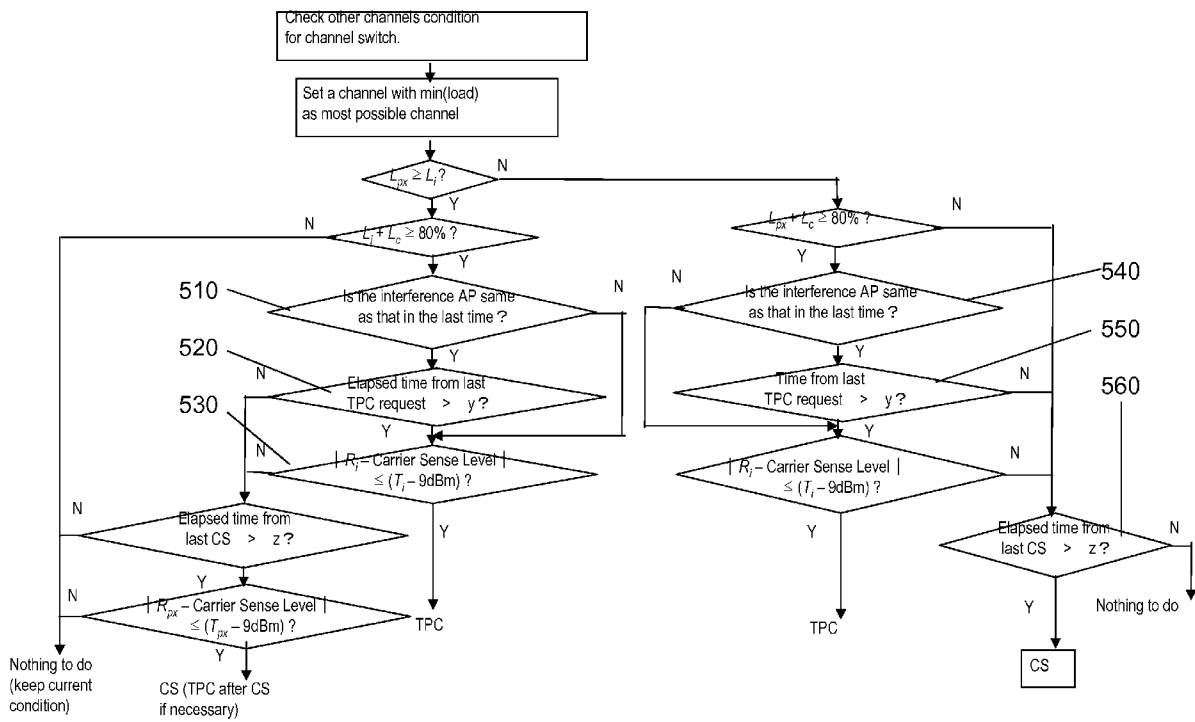 Check other channels condition
for channel switch.
Set a channel with min(load)
as most possible channel
L_px ≥ L_i?
N
Y
N
L_i + L_c ≥ 80% ?
Y
L_px + L_c ≥ 80% ?
N
Y
510
Is the interference AP same
as that in the last time ?
N
Y
540
N
Is the interference AP same
as that in the last time ?
Y
520
N
Elapsed time from last
TPC request > y ?
Y
550
Time from last
TPC request > y ?
N
Y
530
N
| R_i – Carrier Sense Level |
≤ (T_i – 9dBm) ?
Y
| R_i – Carrier Sense Level |
≤ (T_i – 9dBm) ?
N
Y
560
N
Elapsed time from
last CS > z ?
Y
Elapsed time from
last CS > z ?
N
Y
N
| R_px – Carrier Sense Level |
≤ (T_px – 9dBm) ?
Y
TPC
TPC
Nothing to do
CS
Nothing to do
(keep current
condition)
CS (TPC after CS
if necessary)